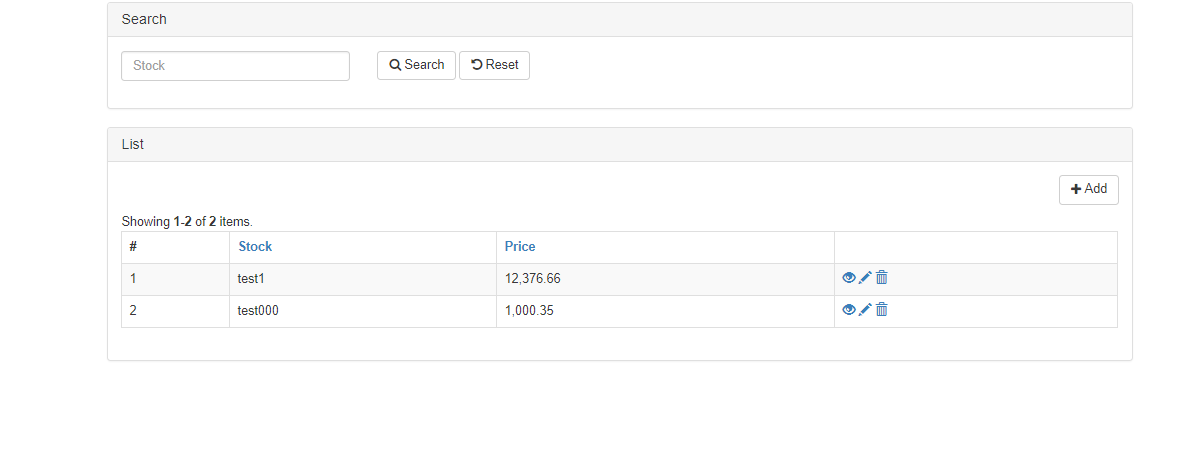 Search
Stock Search Reset
List
Add
Showing 1-2 of 2 items.
# Stock Price
1 test1 12,376.66
2 test000 1,000.35